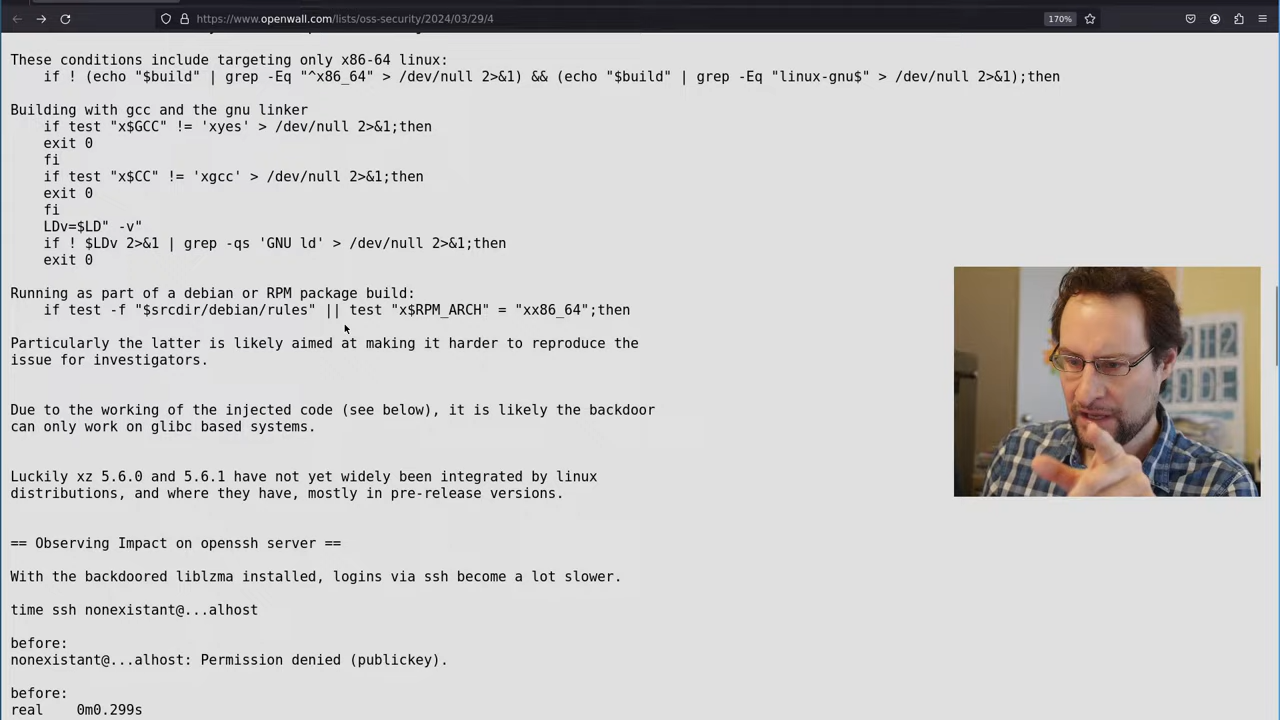 https://www.openwall.com/lists/oss-security/2024/03/29/4
170%
These conditions include targeting only x86-64 linux:
if ! (echo "$build" | grep -Eq "^x86_64" > /dev/null 2>&1) && (echo "$build" | grep -Eq "linux-gnu$" > /dev/null 2>&1);then
Building with gcc and the gnu linker
if test "x$GCC" != 'xyes' > /dev/null 2>&1;then
exit 0
fi
if test "x$CC" != 'xgcc' > /dev/null 2>&1;then
exit 0
fi
LDv=$LD" -v"
if ! $LDv 2>&1 | grep -qs 'GNU ld' > /dev/null 2>&1;then
exit 0
Running as part of a debian or RPM package build:
if test -f "$srcdir/debian/rules" || test "x$RPM_ARCH" = "xx86_64";then
Particularly the latter is likely aimed at making it harder to reproduce the
issue for investigators.
Due to the working of the injected code (see below), it is likely the backdoor
can only work on glibc based systems.
Luckily xz 5.6.0 and 5.6.1 have not yet widely been integrated by linux
distributions, and where they have, mostly in pre-release versions.
== Observing Impact on openssh server ==
With the backdoored liblzma installed, logins via ssh become a lot slower.
time ssh nonexistant@...alhost
before:
nonexistant@...alhost: Permission denied (publickey).
before:
real 0m0.299s